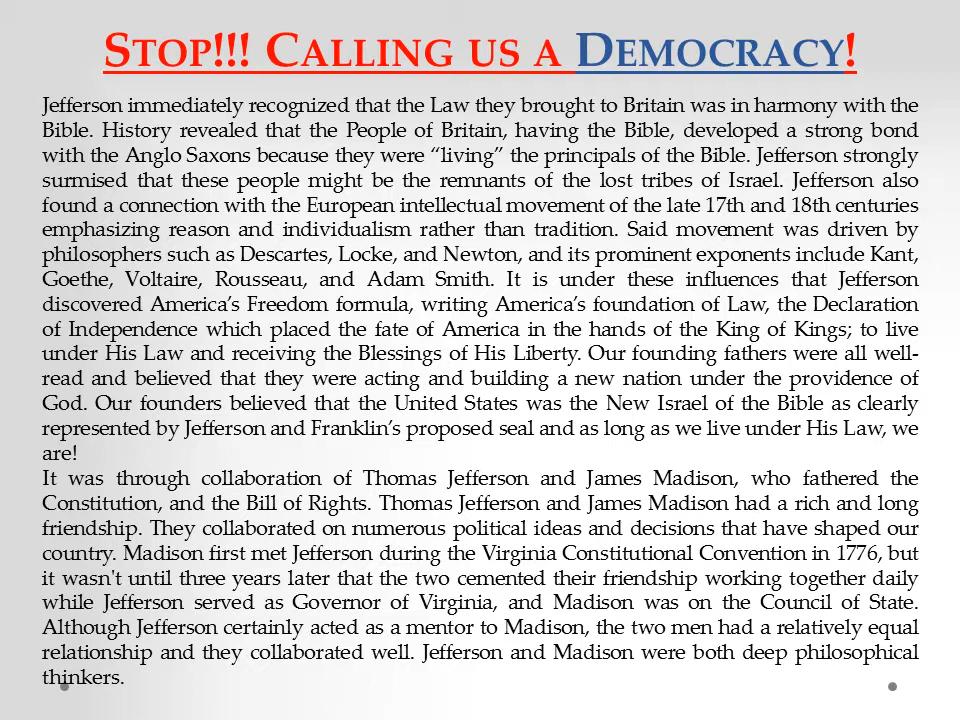 STOP!!! CALLING US A DEMOCRACY!
Jefferson immediately recognized that the Law they brought to Britain was in harmony with the
Bible. History revealed that the People of Britain, having the Bible, developed a strong bond
with the Anglo Saxons because they were “living” the principals of the Bible. Jefferson strongly
surmised that these people might be the remnants of the lost tribes of Israel. Jefferson also
found a connection with the European intellectual movement of the late 17th and 18th centuries
emphasizing reason and individualism rather than tradition. Said movement was driven by
philosophers such as Descartes, Locke, and Newton, and its prominent exponents include Kant,
Goethe, Voltaire, Rousseau, and Adam Smith. It is under these influences that Jefferson
discovered America’s Freedom formula, writing America’s foundation of Law, the Declaration
of Independence which placed the fate of America in the hands of the King of Kings; to live
under His Law and receiving the Blessings of His Liberty. Our founding fathers were all well-
read and believed that they were acting and building a new nation under the providence of
God. Our founders believed that the United States was the New Israel of the Bible as clearly
represented by Jefferson and Franklin’s proposed seal and as long as we live under His Law, we
are!
It was through collaboration of Thomas Jefferson and James Madison, who fathered the
Constitution, and the Bill of Rights. Thomas Jefferson and James Madison had a rich and long
friendship. They collaborated on numerous political ideas and decisions that have shaped our
country. Madison first met Jefferson during the Virginia Constitutional Convention in 1776, but
it wasn't until three years later that the two cemented their friendship working together daily
while Jefferson served as Governor of Virginia, and Madison was on the Council of State.
Although Jefferson certainly acted as a mentor to Madison, the two men had a relatively equal
relationship and they collaborated well. Jefferson and Madison were both deep philosophical
thinkers.